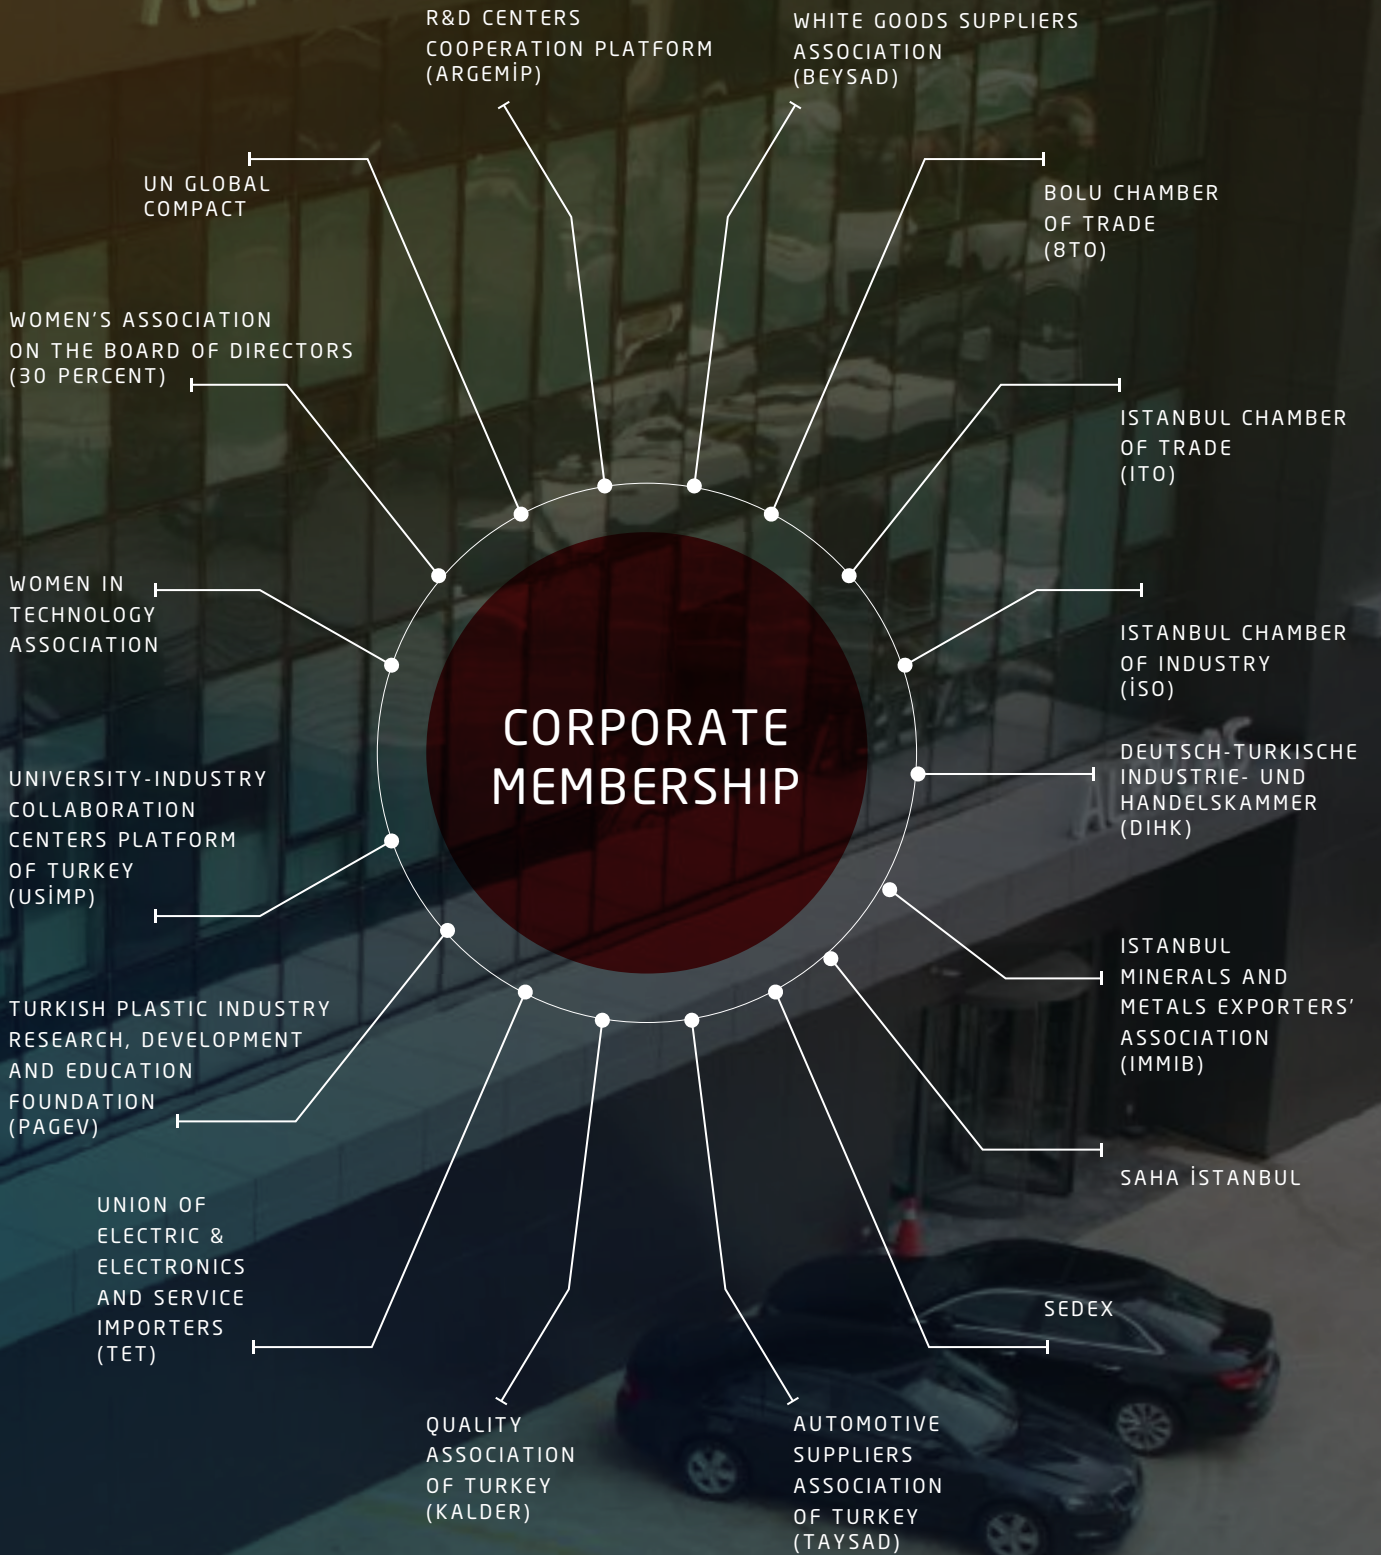 R&D CENTERS
COOPERATION PLATFORM
(ARGEMİP)
WHITE GOODS SUPPLIERS
ASSOCIATION
(BEYSAD)
UN GLOBAL
COMPACT
BOLU CHAMBER
OF TRADE
(8TO)
WOMEN'S ASSOCIATION
ON THE BOARD OF DIRECTORS
(30 PERCENT)
ISTANBUL CHAMBER
OF TRADE
(ITO)
WOMEN IN
TECHNOLOGY
ASSOCIATION
ISTANBUL CHAMBER
OF INDUSTRY
(İSO)
CORPORATE
MEMBERSHIP
DEUTSCH-TURKISCHE
INDUSTRIE- UND
HANDELSKAMMER
(DIHK)
UNIVERSITY-INDUSTRY
COLLABORATION
CENTERS PLATFORM
OF TURKEY
(USİMP)
ISTANBUL
MINERALS AND
METALS EXPORTERS'
ASSOCIATION
(IMMIB)
TURKISH PLASTIC INDUSTRY
RESEARCH, DEVELOPMENT
AND EDUCATION
FOUNDATION
(PAGEV)
SAHA İSTANBUL
UNION OF
ELECTRIC &
ELECTRONICS
AND SERVICE
IMPORTERS
(TET)
SEDEX
QUALITY
ASSOCIATION
OF TURKEY
(KALDER)
AUTOMOTIVE
SUPPLIERS
ASSOCIATION
OF TURKEY
(TAYSAD)